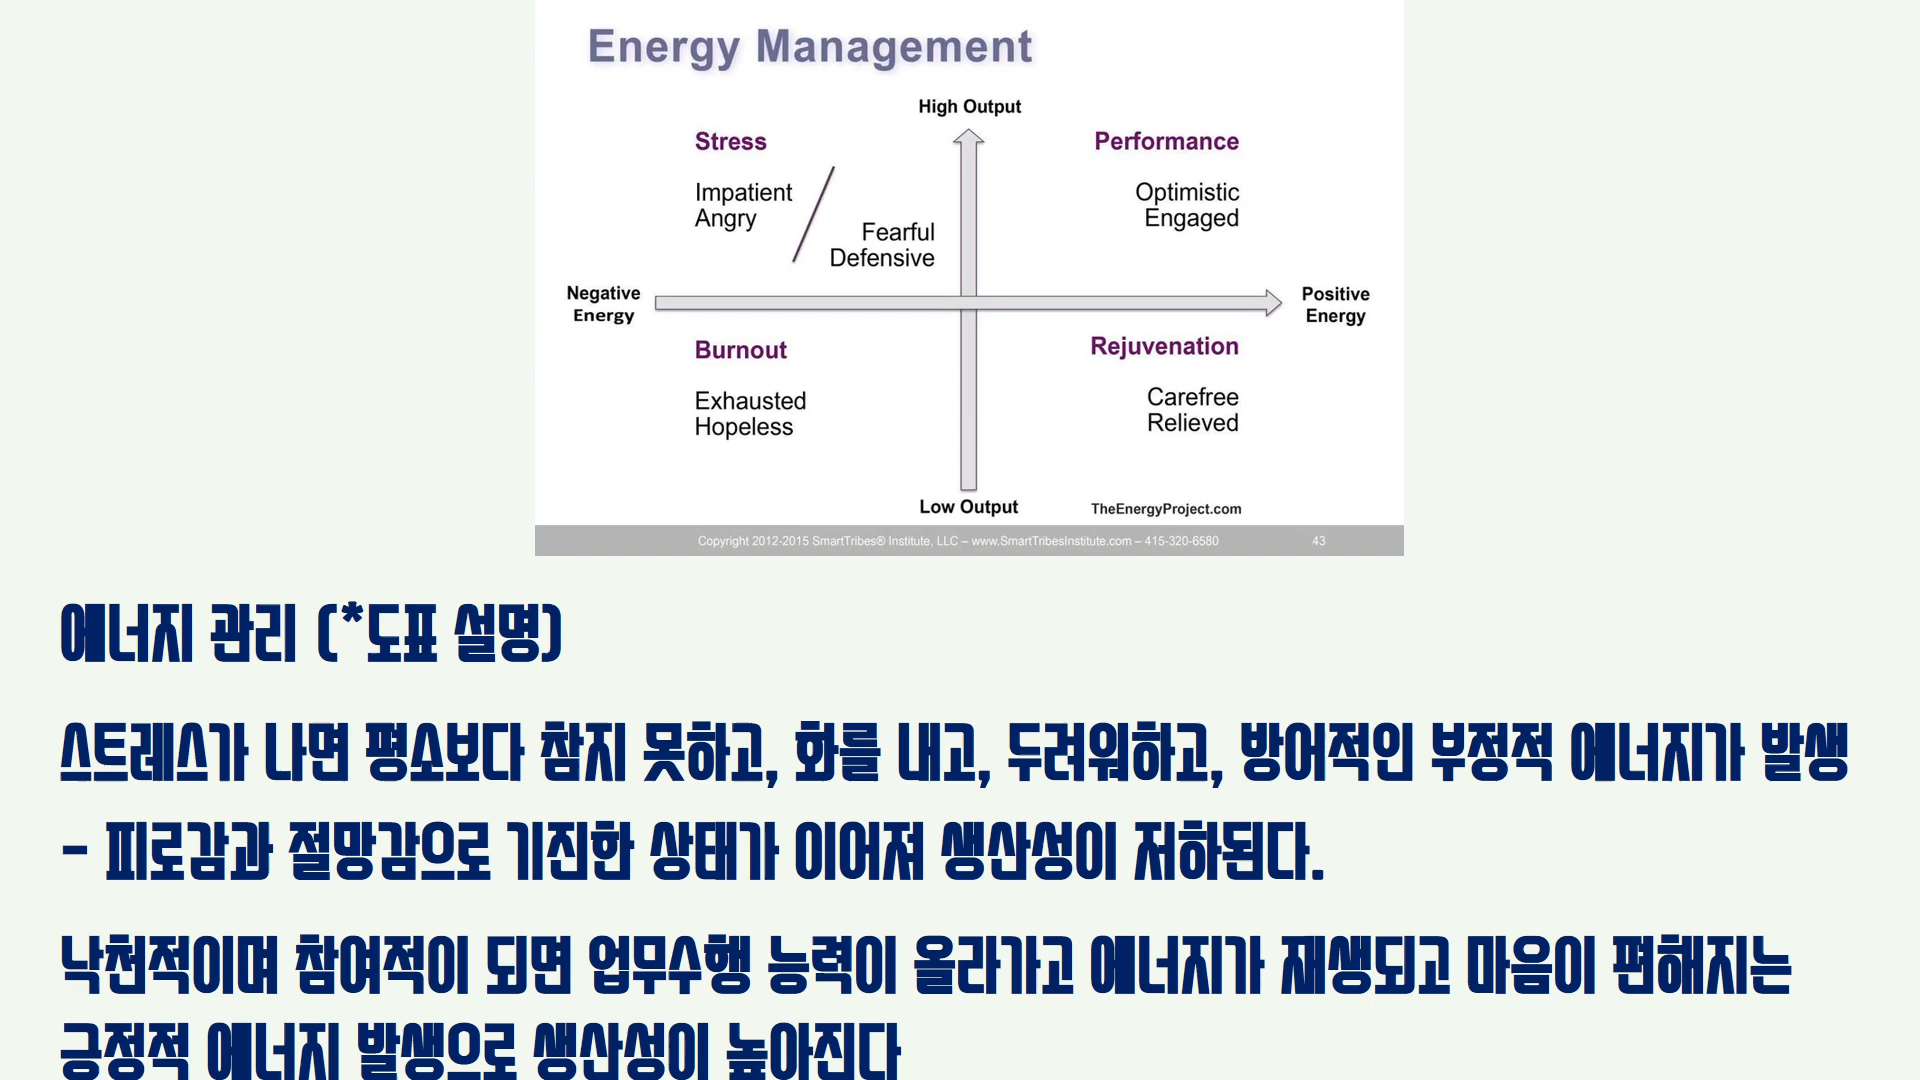 Energy Management
High Output
Stress
Performance
Impatient
Angry
Optimistic
Engaged
Fearful
Defensive
Negative
Energy
Positive
Energy
Burnout
Rejuvenation
Exhausted
Hopeless
Carefree
Relieved
Low Output
TheEnergyProject.com
Copyright 2012-2015 SmartTribes® Institute, LLC – www.SmartTribesInstitute.com – 415-320-6580
43
에너지 관리 (*도표 설명)
스트레스가 나면 평소보다 참지 못하고, 화를 내고, 두려워하고, 방어적인 부정적 에너지가 발생
- 피로감과 절망감으로 기진한 상태가 이어져 생산성이 저하된다.
낙천적이며 참여적이 되면 업무수행 능력이 올라가고 에너지가 재생되고 마음이 편해지는
긍정적 에너지 발생으로 생산성이 높아진다